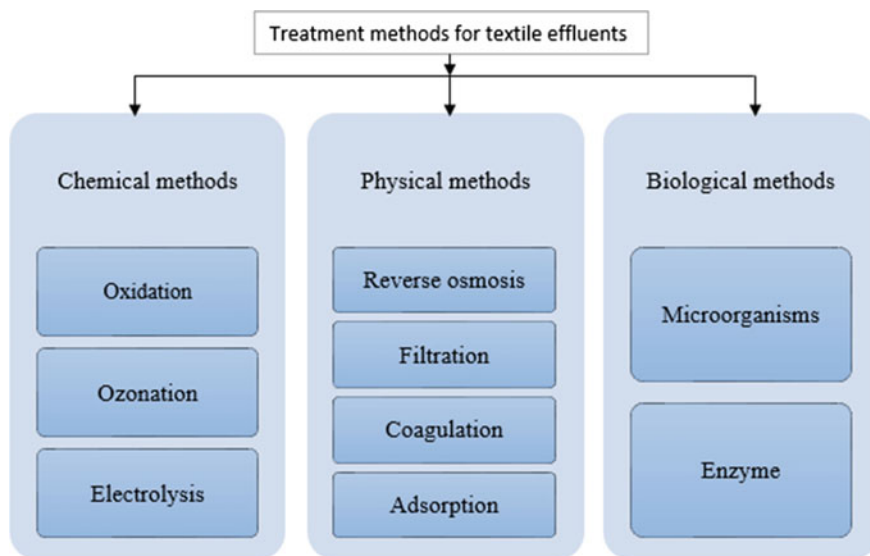 Treatment methods for textile effluents
Chemical methods
Oxidation
Ozonation
Electrolysis
Physical methods
Reverse osmosis
Filtration
Coagulation
Adsorption
Biological methods
Microorganisms
Enzyme